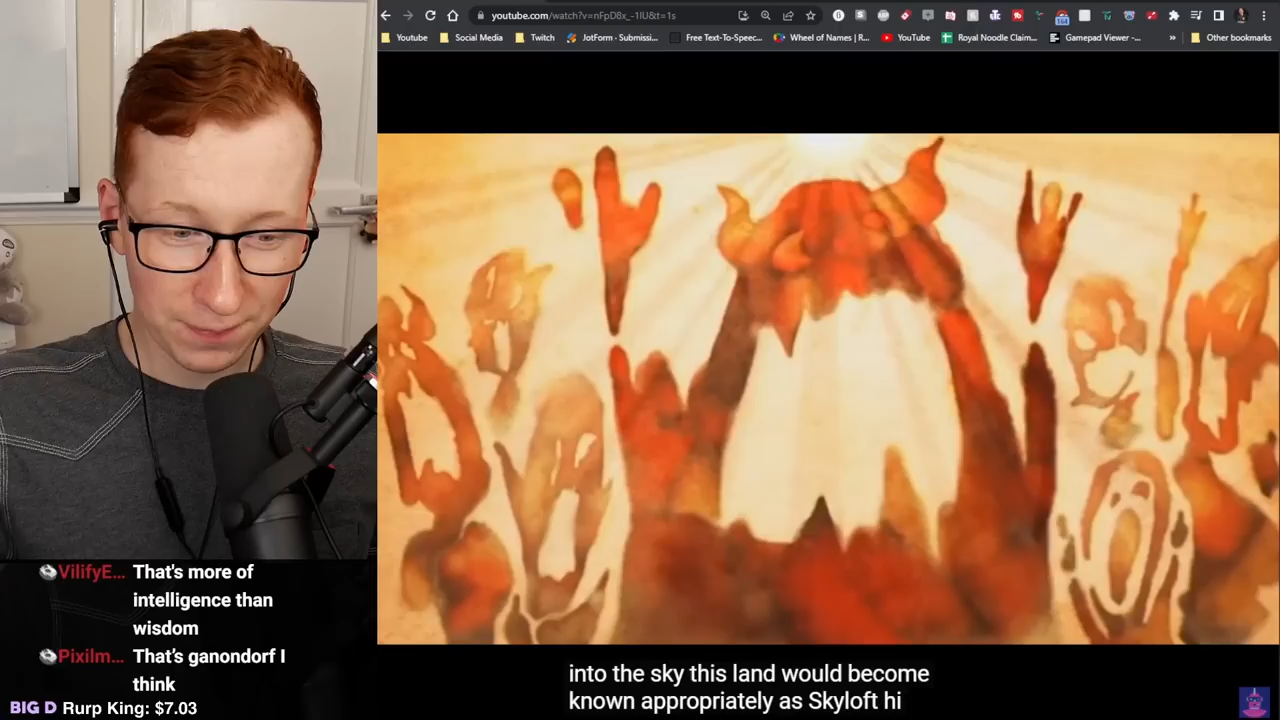 youtube.com/watch?v=nFpD8x_-1IU&t=1s
Youtube Social Media Twitch JotForm - Submissi... Free Text-To-Speec... Wheel of Names | R... YouTube Royal Noodle Claim... Gamepad Viewer -... » Other bookmarks
VilifyE... That's more of
intelligence than
wisdom
Pixilm... That's ganondorf I
think
BIG D Rurp King: $7.03
into the sky this land would become
known appropriately as Skyloft hi